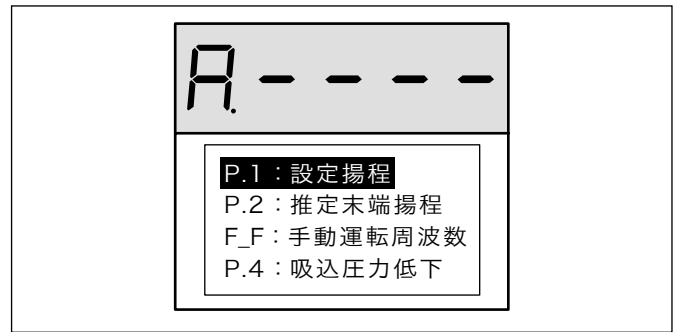 A.----
P.1：設定揚程
P.2：推定末端揚程
F_F：手動運転周波数
P.4：吸込圧力低下